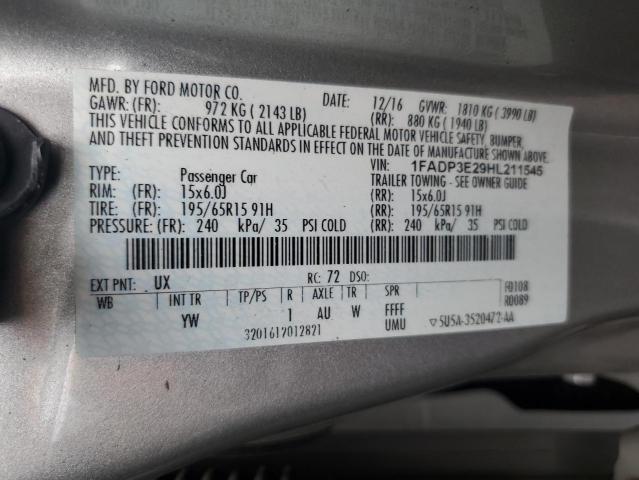 MFD. BY FORD MOTOR CO.
DATE: 12/16 GVWR: 1810 KG ( 3990 LB)
GAWR: (FR): 972 KG ( 2143 LB) (RR): 880 KG ( 1940 LB)
THIS VEHICLE CONFORMS TO ALL APPLICABLE FEDERAL MOTOR VEHICLE SAFETY, BUMPER,
AND THEFT PREVENTION STANDARDS IN EFFECT ON THE DATE OF MANUFACTURE SHOWN ABOVE.
VIN: 1FADP3E29HL211545
TYPE: Passenger Car TRAILER TOWING - SEE OWNER GUIDE
RIM: (FR): 15x6.0J (RR): 15x6.0J
TIRE: (FR): 195/65R15 91H (RR): 195/65R15 91H
PRESSURE: (FR): 240 kPa/ 35 PSI COLD (RR): 240 kPa/ 35 PSI COLD
EXT PNT: UX RC: 72 DSO: F0108
WB INT TR TP/PS R AXLE TR SPR R0089
YW 1 AU W FFFF
3201617012821 UMU ▽5U5A-3520472-AA